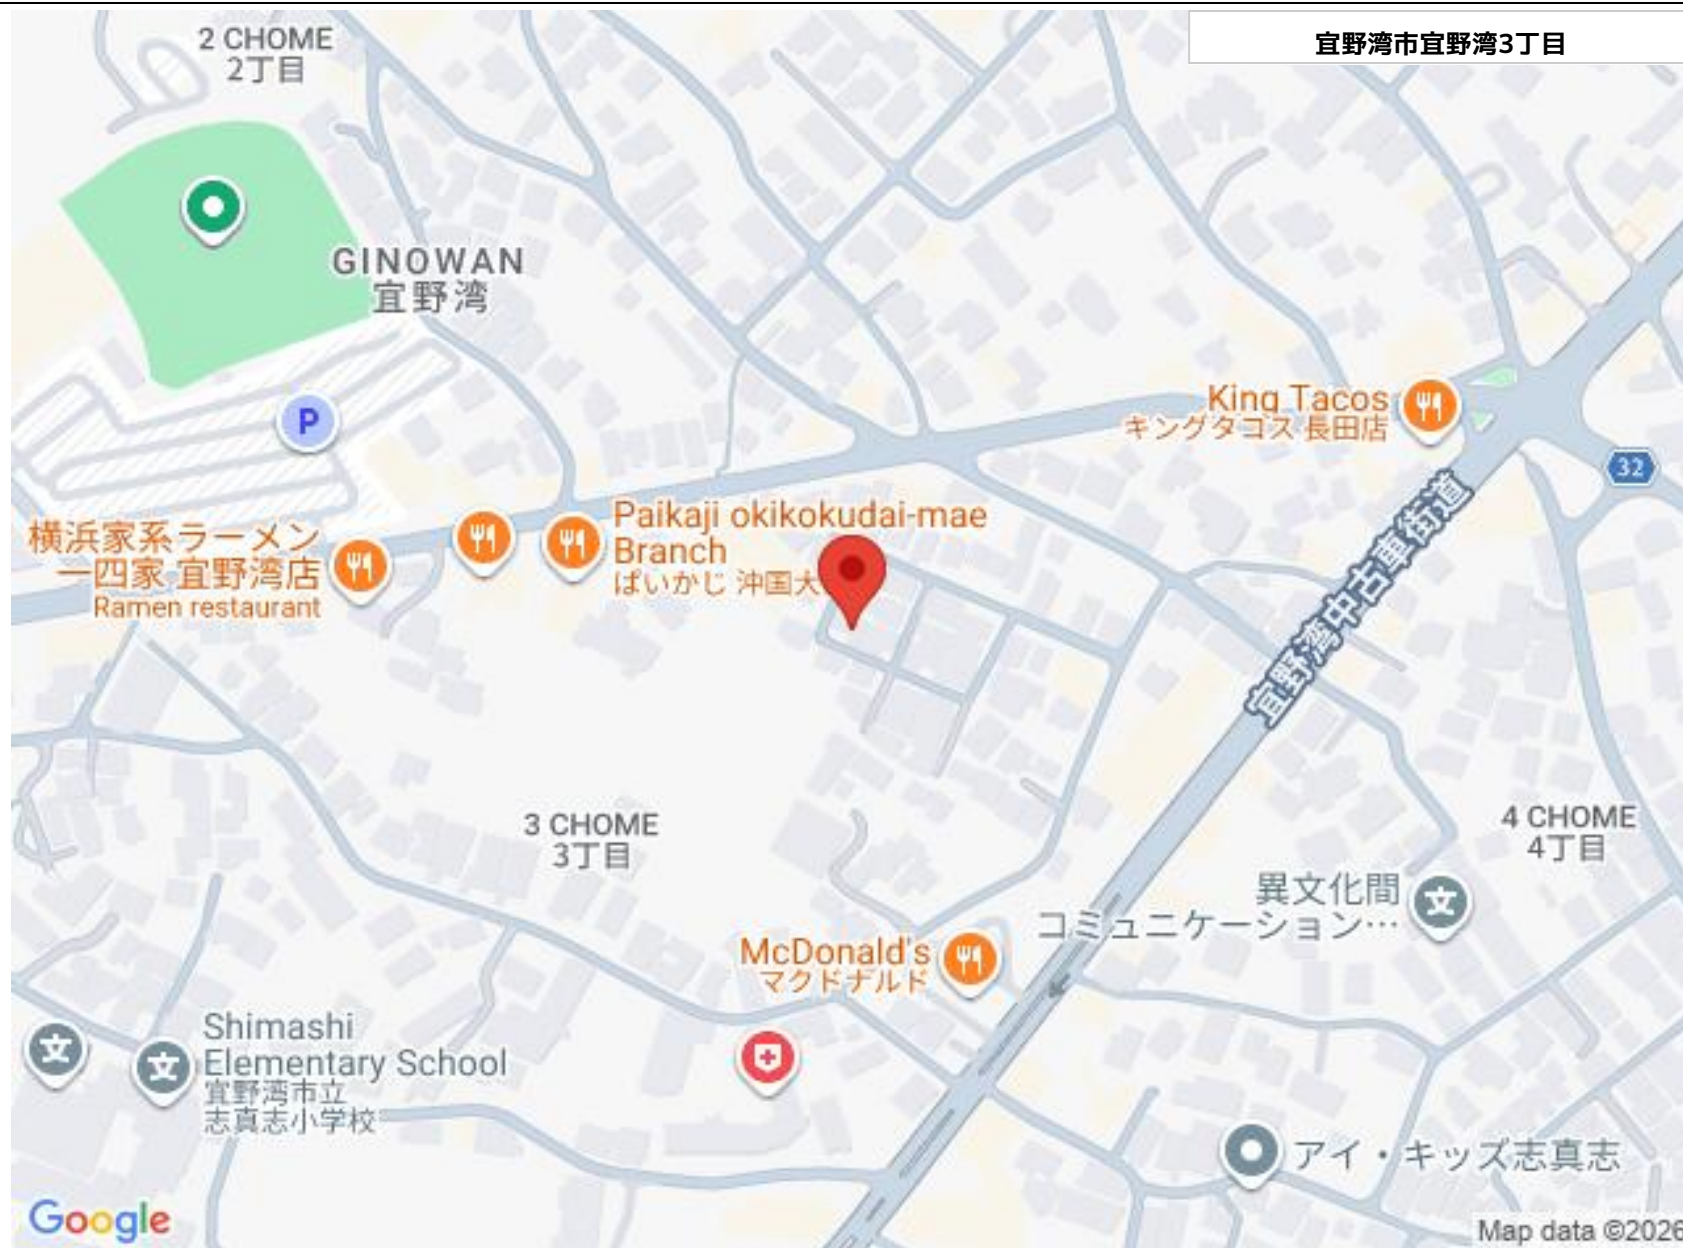 宜野湾市宜野湾3丁目
2 CHOME
2丁目
GINOWAN
宜野湾
P
King Tacos
キングタコス 長田店
32
宜野湾中古車街道
Paikaji okikokudai-mae
Branch
ぱいかじ 沖国大
横浜家系ラーメン
一四家 宜野湾店
Ramen restaurant
3 CHOME
3丁目
4 CHOME
4丁目
異文化間
コミュニケーション…
文
McDonald's
マクドナルド
文
文
Shimashi
Elementary School
宜野湾市立
志真志小学校
アイ・キッズ志真志
Google
Map data ©2026